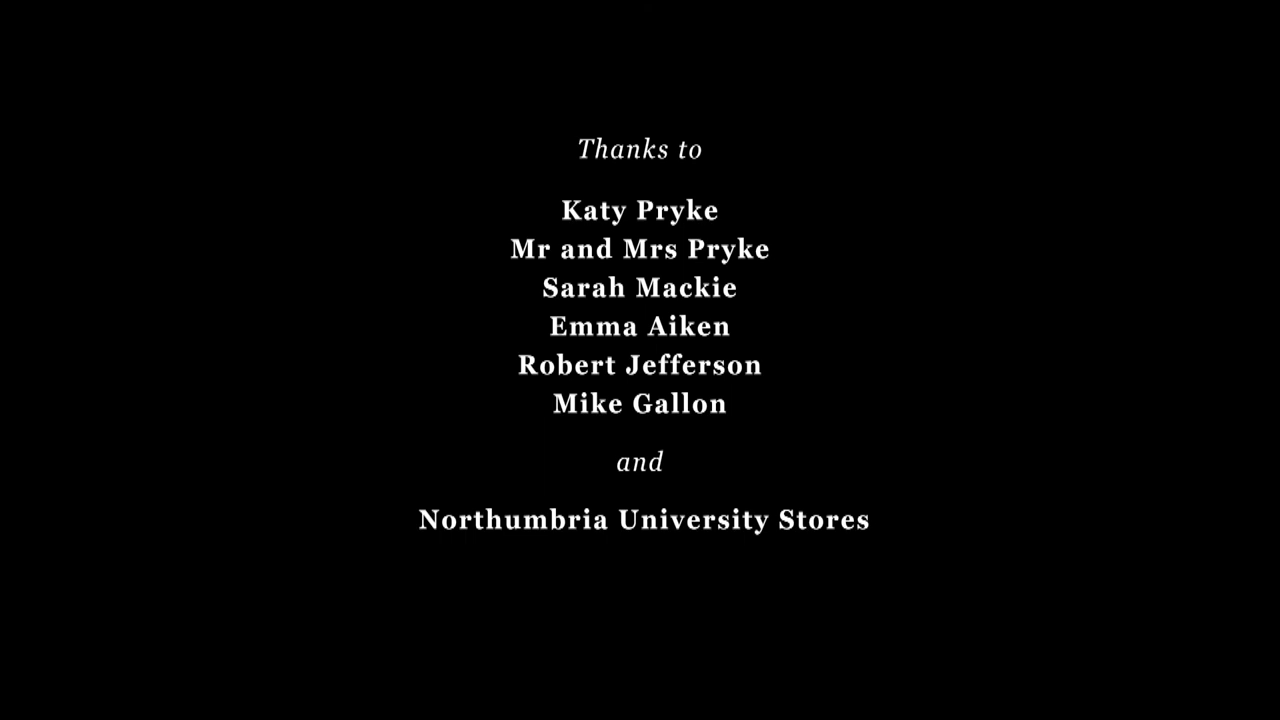 Thanks to
Katy Pryke
Mr and Mrs Pryke
Sarah Mackie
Emma Aiken
Robert Jefferson
Mike Gallon
and
Northumbria University Stores